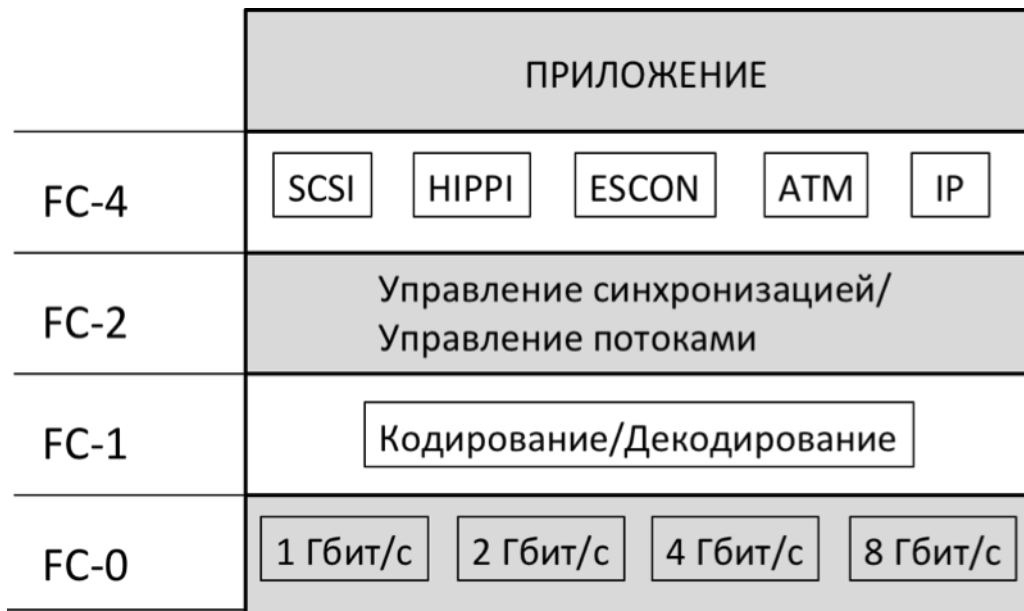 ПРИЛОЖЕНИЕ
FC-4
SCSI HIPPI ESCON ATM IP
FC-2
Управление синхронизацией/
Управление потоками
FC-1
Кодирование/Декодирование
FC-0
1 Гбит/с 2 Гбит/с 4 Гбит/с 8 Гбит/с